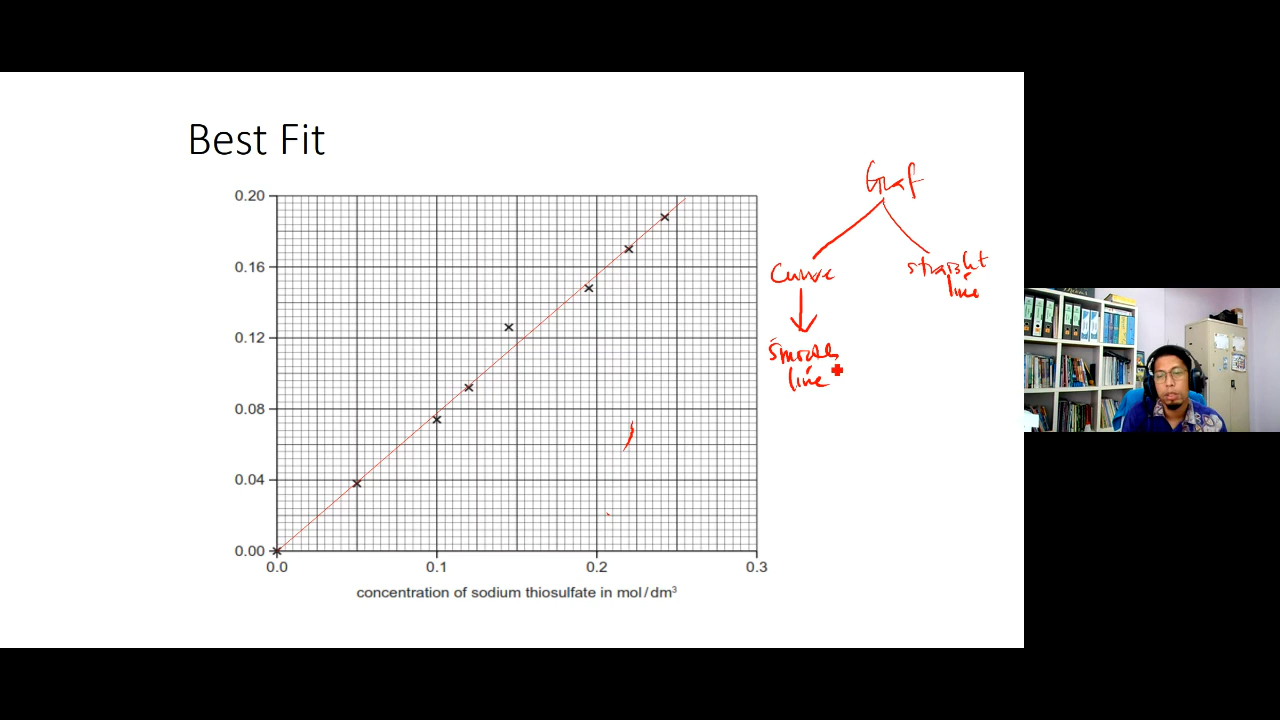 Best Fit
Graf
Curve
straight
line
smooth
line
0.20
0.16
0.12
0.08
0.04
0.00
0.0
0.1
0.2
0.3
concentration of sodium thiosulfate in mol/dm³